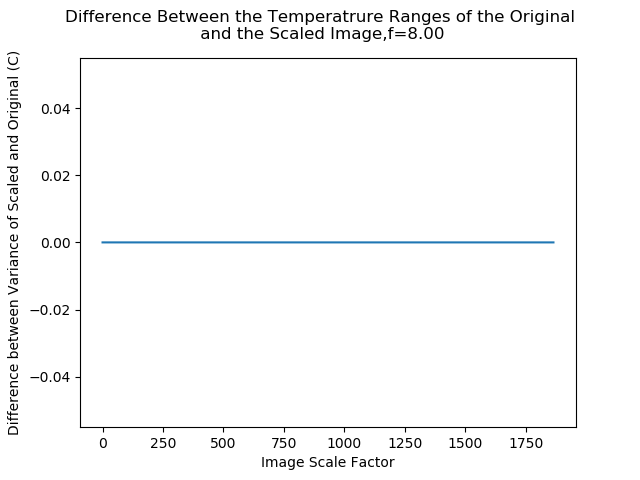 Difference Between the Temperatrure Ranges of the Original
and the Scaled Image,f=8.00
Difference between Variance of Scaled and Original (C)
0.04
0.02
0.00
−0.02
−0.04
0 250 500 750 1000 1250 1500 1750
Image Scale Factor